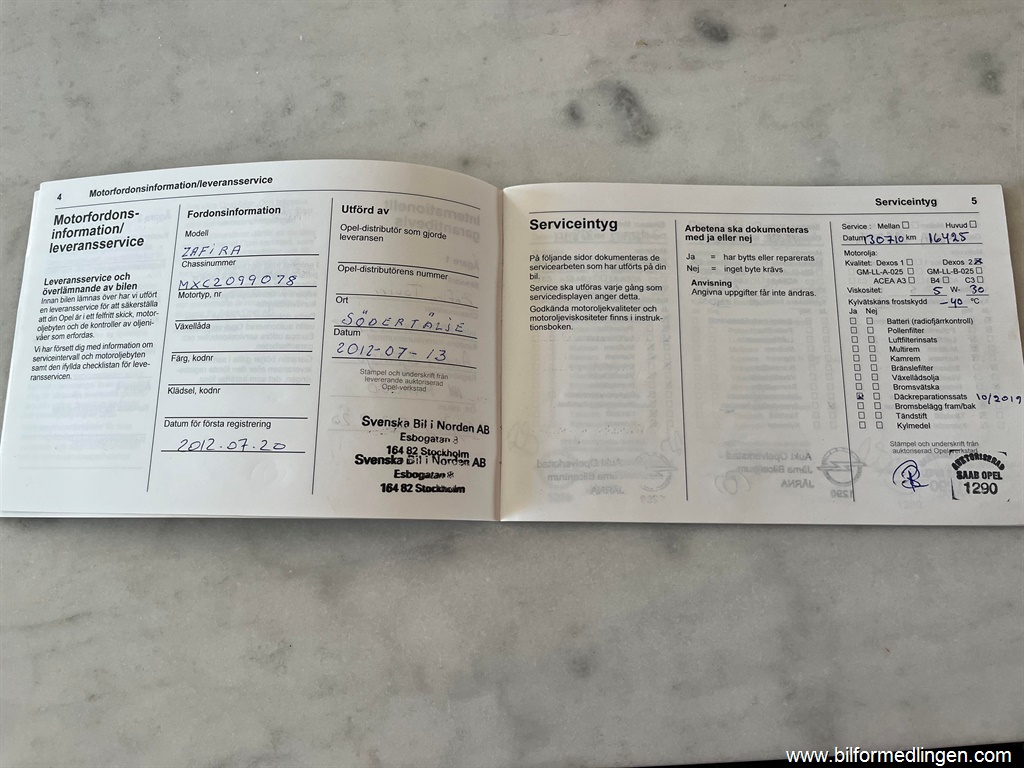 4 Motorfordonsinformation/leveransservice
Motorfordons-
information/
leveransservice
Leveransservice och
överlämnande av bilen
Innan bilen lämnas över har vi utfört
en leveransservice för att säkerställa
att din Opel är i ett felfritt skick, motor-
oljebyten och de kontroller av oljeni-
våer som erfordas.
Vi har försett dig med information om
serviceintervall och motoroljebyten
samt den ifyllda checklistan för leve-
ransservicen.
Fordonsinformation
Modell
ZAFIRA
Chassinummer
MXC2099078
Motortyp, nr
Växellåda
Färg, kodnr
Klädsel, kodnr
Datum för första registrering
2012-07-20
Utförd av
Opel-distributör som gjorde
leveransen
Opel-distributörens nummer
Ort
SÖDERTÄLJE
Datum
2012-07-13
Stämpel och underskrift från
levererande auktoriserad
Opel-verkstad
Svenska Bil i Norden AB
Esbogatan 8
164 82 Stockholm
Svenska Bil i Norden AB
Esbogatan
164 82 Stockholm
Serviceintyg 5
Serviceintyg
På följande sidor dokumenteras de
servicearbeten som har utförts på din
bil.
Service ska utföras varje gång som
servicedisplayen anger detta.
Godkända motoroljekvaliteter och
motoroljeviskositeter finns i instruk-
tionsboken.
Arbetena ska dokumenteras
med ja eller nej
Ja = har bytts eller reparerats
Nej = inget byte krävs
Anvisning
Angivna uppgifter får inte ändras.
Service : Mellan Huvud
Datum 130710 km 16425
Motorolja:
Kvalitet: Dexos 1 Dexos 2
GM-LL-A-025 GM-LL-B-025
ACEA A3 B4 C3
Viskositet: 5 W- 30
Kylvätskans frostskydd -40 °C
Ja Nej
Batteri (radiofjärrkontroll)
Pollenfilter
Luftfilterinsats
Multirem
Kamrem
Bränslefilter
Växellådsolja
Bromsvätska
Däckreparationssats 10/2017
Bromsbelägg fram/bak
Tändstift
Kylmedel
Stämpel och underskrift från
auktoriserad Opel-verkstad
AUKTORISERAD
SAAB OPEL
1290
www.bilformedlingen.com